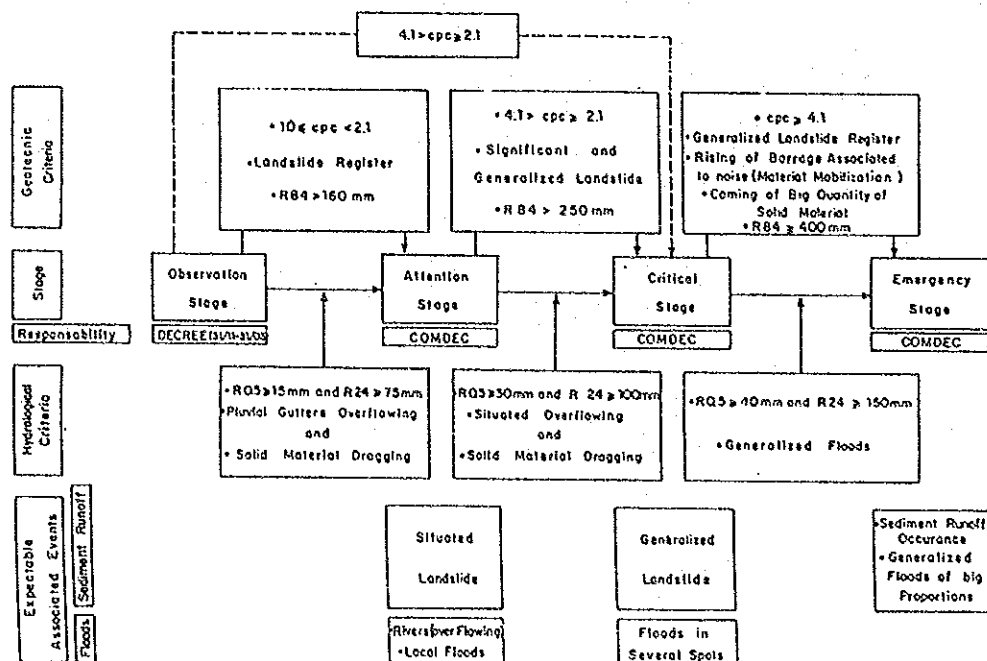 4.1 > cpc ≥ 2.1
Geotecnic
Criteria
• 10 ≤ cpc < 2.1
• Landslide Register
• R84 > 160 mm
• 4.1 > cpc ≥ 2.1
• Significant and
Generalized Landslide
• R 84 > 250 mm
• cpc ≥ 4.1
• Generalized Landslide Register
• Rising of Barrage Associated
to noise (Material Mobilization)
• Coming of Big Quantity of
Solid Material
• R84 ≥ 400mm
Stage
Observation
Stage
Attention
Stage
Critical
Stage
Emergency
Stage
Responsability
COMDEC
COMDEC
COMDEC
Hydrological
Criteria
• RQ5 ≥ 15mm and R24 ≥ 75mm
• Pluvial Gutters Overflowing
and
• Solid Material Dragging
• RQ5 ≥ 30mm and R 24 ≥ 100mm
• Situated Overflowing
and
• Solid Material Dragging
• RQ5 ≥ 40mm and R24 ≥ 150mm
• Generalized Floods
Expectable
Associated Events
Sediment Runoff
Floods
Situated
Landslide
Generalized
Landslide
• Sediment Runoff
Occurance
• Generalized
Floods of big
Proportions
• Rivers over Flowing
• Local Floods
Floods in
Several Spots